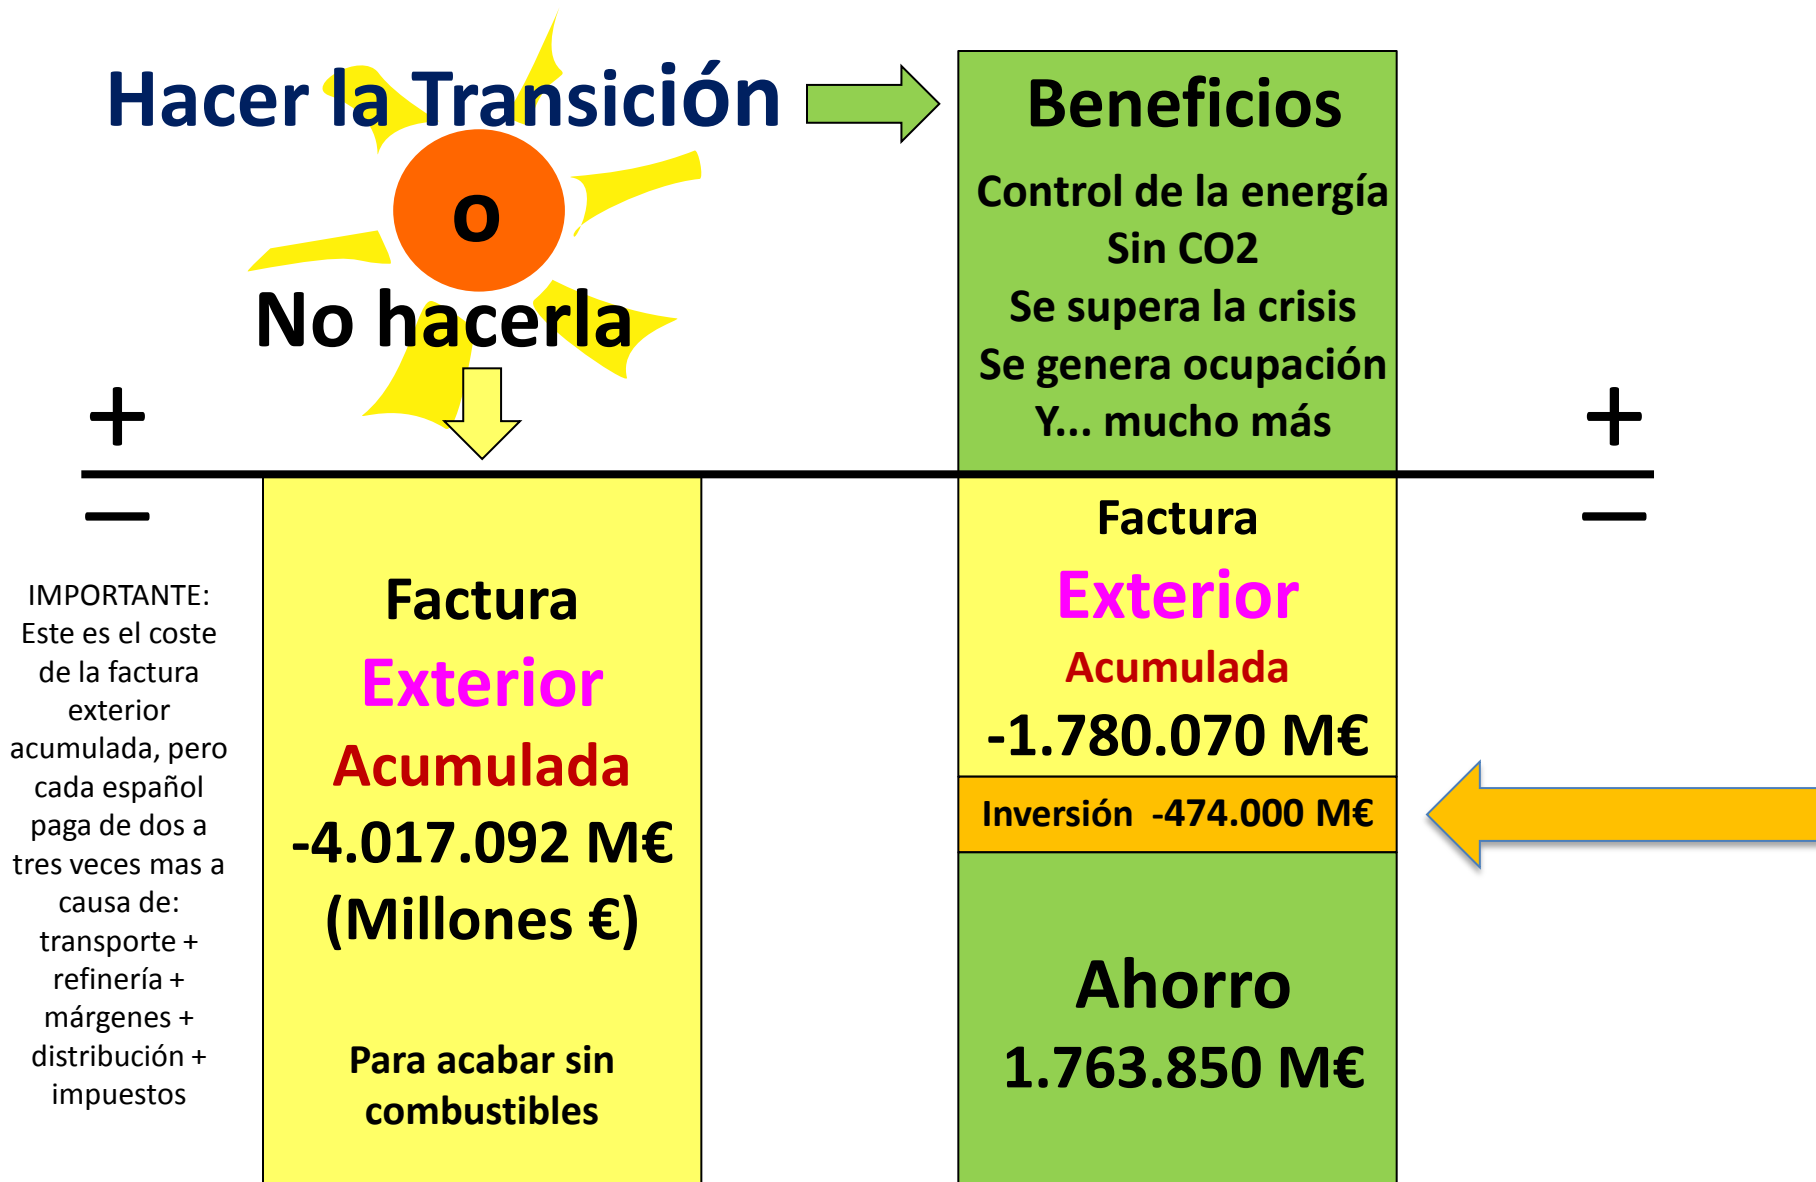 Hacer la Transición
o
No hacerla
Beneficios
Control de la energía
Sin CO2
Se supera la crisis
Se genera ocupación
Y... mucho más
+
+
–
–
IMPORTANTE:
Este es el coste
de la factura
exterior
acumulada, pero
cada español
paga de dos a
tres veces mas a
causa de:
transporte +
refinería +
márgenes +
distribución +
impuestos
Factura
Exterior
Acumulada
-4.017.092 M€
(Millones €)
Para acabar sin
combustibles
Factura
Exterior
Acumulada
-1.780.070 M€
Inversión -474.000 M€
Ahorro
1.763.850 M€